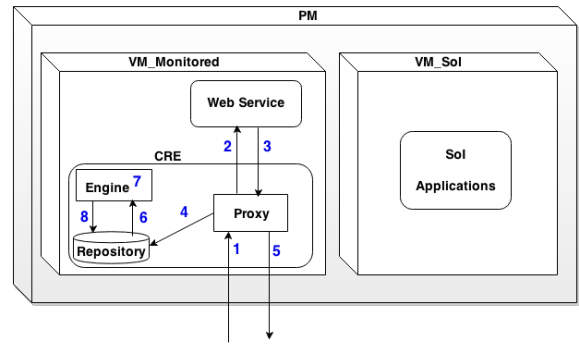 PM
VM_Monitored
VM_SoI
Web Service
2
3
CRE
SoI
Applications
Engine 7
8
6
4
Proxy
Repository
1
5